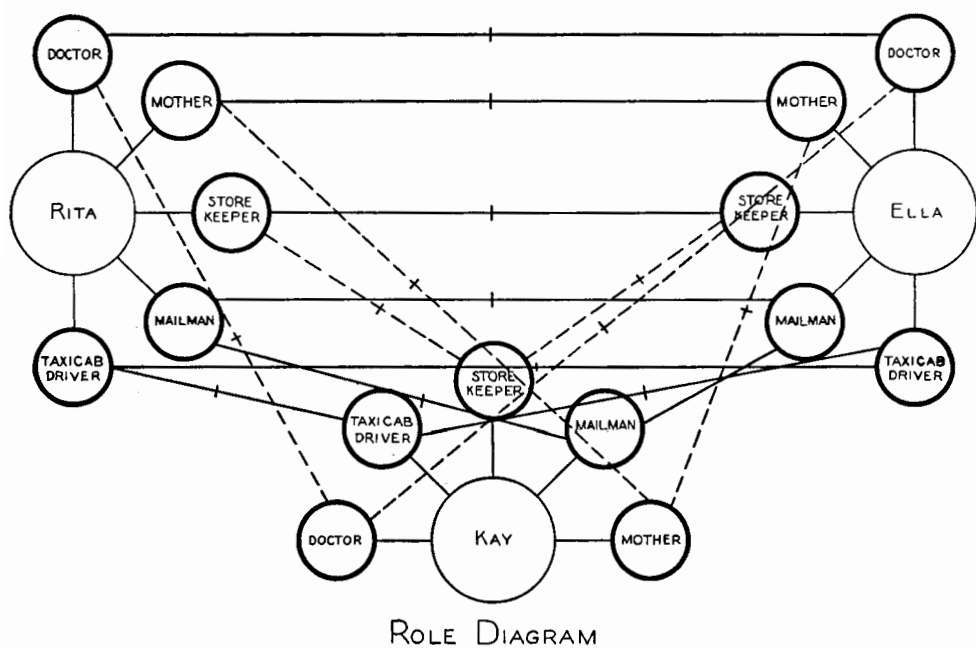 DOCTOR
DOCTOR
MOTHER
MOTHER
RITA
STORE
KEEPER
STORE
KEEPER
ELLA
MAILMAN
MAILMAN
TAXICAB
DRIVER
STORE
KEEPER
TAXICAB
DRIVER
TAXICAB
DRIVER
MAILMAN
DOCTOR
KAY
MOTHER
ROLE DIAGRAM